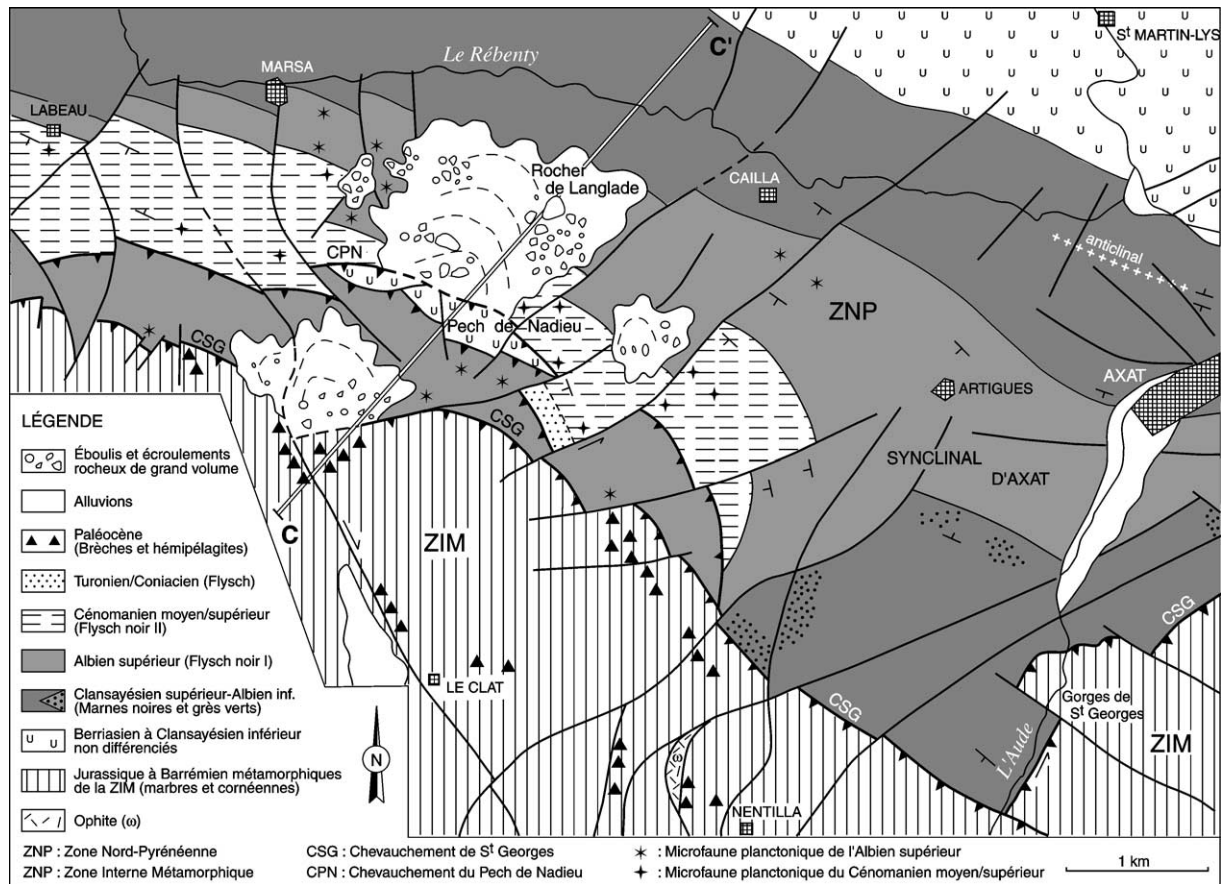 C'
St MARTIN-LYS
Le Rébenty
MARSA
LABEAU
Rocher
de Langlade
CAILLA
anticlinal
CPN
ZNP
Pech de Nadieu
CSG
AXAT
ARTIGUES
CSG
SYNCLINAL
D'AXAT
C
ZIM
CSG
LE CLAT
CSG
Gorges de
St Georges
L'Aude
ZIM
ω
NENTILLA
N
LÉGENDE
Éboulis et écroulements
rocheux de grand volume
Alluvions
Paléocène
(Brèches et hémipélagites)
Turonien/Coniacien (Flysch)
Cénomanien moyen/supérieur
(Flysch noir II)
Albien supérieur (Flysch noir I)
Clansayésien supérieur-Albien inf.
(Marnes noires et grès verts)
Berriasien à Clansayésien inférieur
non différenciés
Jurassique à Barrémien métamorphiques
de la ZIM (marbres et cornéennes)
Ophite (ω)
ZNP : Zone Nord-Pyrénéenne
CSG : Chevauchement de St Georges
: Microfaune planctonique de l'Albien supérieur
1 km
ZNP : Zone Interne Métamorphique
CPN : Chevauchement du Pech de Nadieu
: Microfaune planctonique du Cénomanien moyen/supérieur